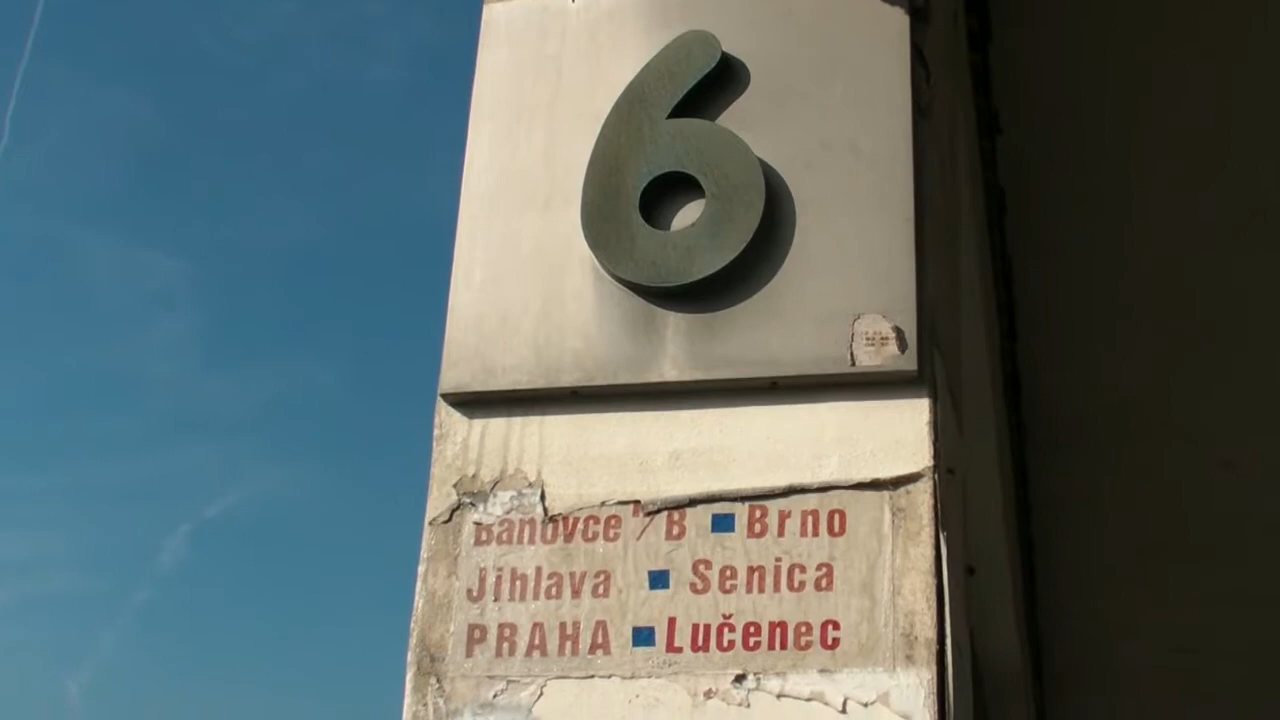 6
Banovce /B ■ Brno
Jihlava ■ Senica
PRAHA ■ Lučenec